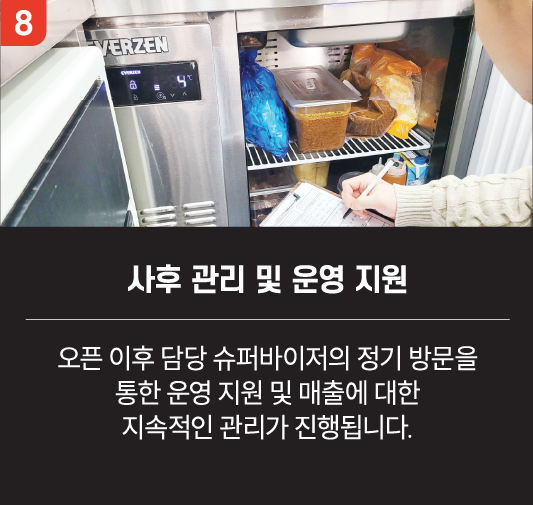 8
EVERZEN
EVERZEN
4°C
사후 관리 및 운영 지원
오픈 이후 담당 슈퍼바이저의 정기 방문을
통한 운영 지원 및 매출에 대한
지속적인 관리가 진행됩니다.